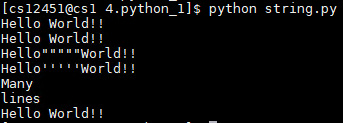 [cs12451@cs1 4.python_1]$ python string.py
Hello World!!
Hello World!!
Hello"""""World!!
Hello'''''World!!
Many
lines
Hello World!!